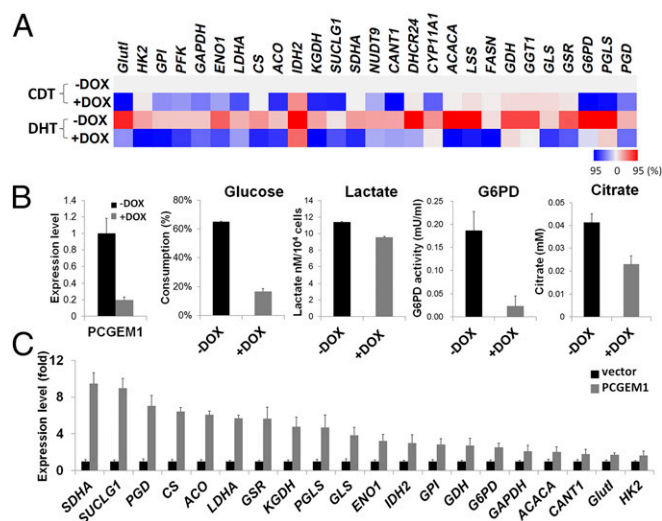 A
GlutI HK2 GPI PFK GAPDH ENO1 LDHA CS ACO IDH2 KGDH SUCLG1 SDHA NUDT9 CANT1 DHCR24 CYP11A1 ACACA LSS FASN GDH GGT1 GLS GSR G6PD PGLS PGD
CDT
-DOX
+DOX
DHT
-DOX
+DOX
95 0 95 (%)
B
-DOX
+DOX
Expression level
1.4
1.2
1
0.8
0.6
0.4
0.2
0
PCGEM1
Glucose
Consumption (%)
80%
60%
40%
20%
0%
-DOX +DOX
Lactate
Lactate nM/10⁴ cells
14
12
10
8
6
4
2
0
-DOX +DOX
G6PD
G6PD activity (mU/ml)
0.25
0.20
0.15
0.10
0.05
0.00
-DOX +DOX
Citrate
Citrate (mM)
0.05
0.04
0.03
0.02
0.01
0
-DOX +DOX
C
vector
PCGEM1
Expression level (fold)
12
8
4
0
SDHA SUCLG1 PGD CS ACO LDHA GSR KGDH PGLS GLS ENO1 IDH2 GPI GDH G6PD GAPDH ACACA CANT1 GlutI HK2